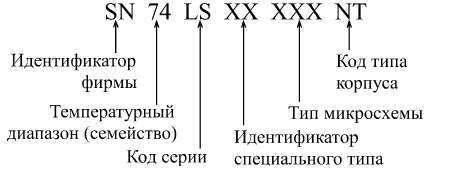 SN 74 LS XX XXX NT
Идентификатор
фирмы
Код типа
корпуса
Температурный
диапазон (семейство)
Тип микросхемы
Код серии
Идентификатор
специального типа